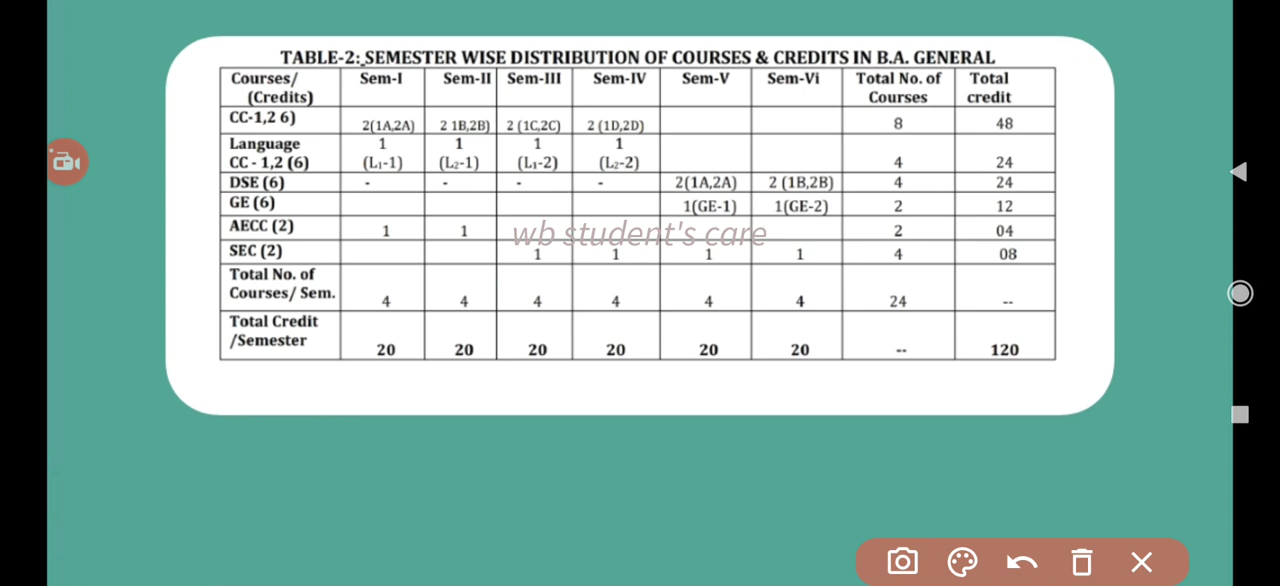 TABLE-2: SEMESTER WISE DISTRIBUTION OF COURSES & CREDITS IN B.A. GENERAL
Courses/ (Credits) Sem-I Sem-II Sem-III Sem-IV Sem-V Sem-Vi Total No. of Courses Total credit
CC-1,2 6) 2(1A,2A) 2 1B,2B) 2 (1C,2C) 2 (1D,2D) 8 48
Language CC - 1,2 (6) 1 (L1-1) 1 (L2-1) 1 (L1-2) 1 (L2-2) 4 24
DSE (6) - - - - 2(1A,2A) 2 (1B,2B) 4 24
GE (6) 1(GE-1) 1(GE-2) 2 12
AECC (2) 1 1 2 04
wb student's care
SEC (2) 1 1 1 1 4 08
Total No. of Courses/ Sem. 4 4 4 4 4 4 24 --
Total Credit /Semester 20 20 20 20 20 20 -- 120